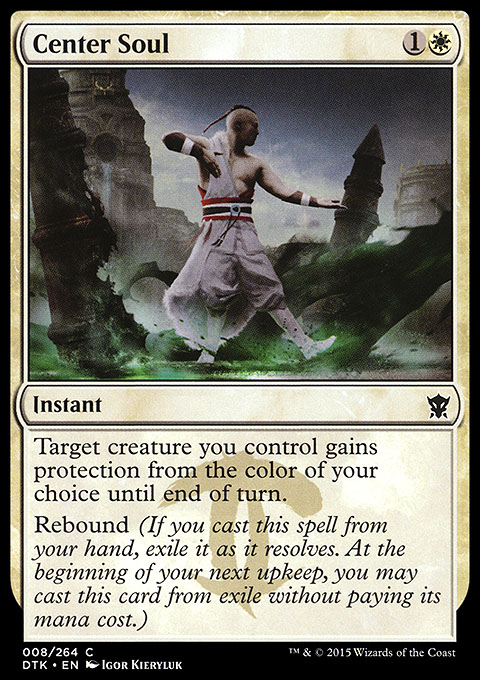 Center Soul 1
Instant
Target creature you control gains
protection from the color of your
choice until end of turn.
Rebound (If you cast this spell from
your hand, exile it as it resolves. At the
beginning of your next upkeep, you may
cast this card from exile without paying its
mana cost.)
008/264 C
DTK • EN Igor Kieryluk
™ & © 2015 Wizards of the Coast